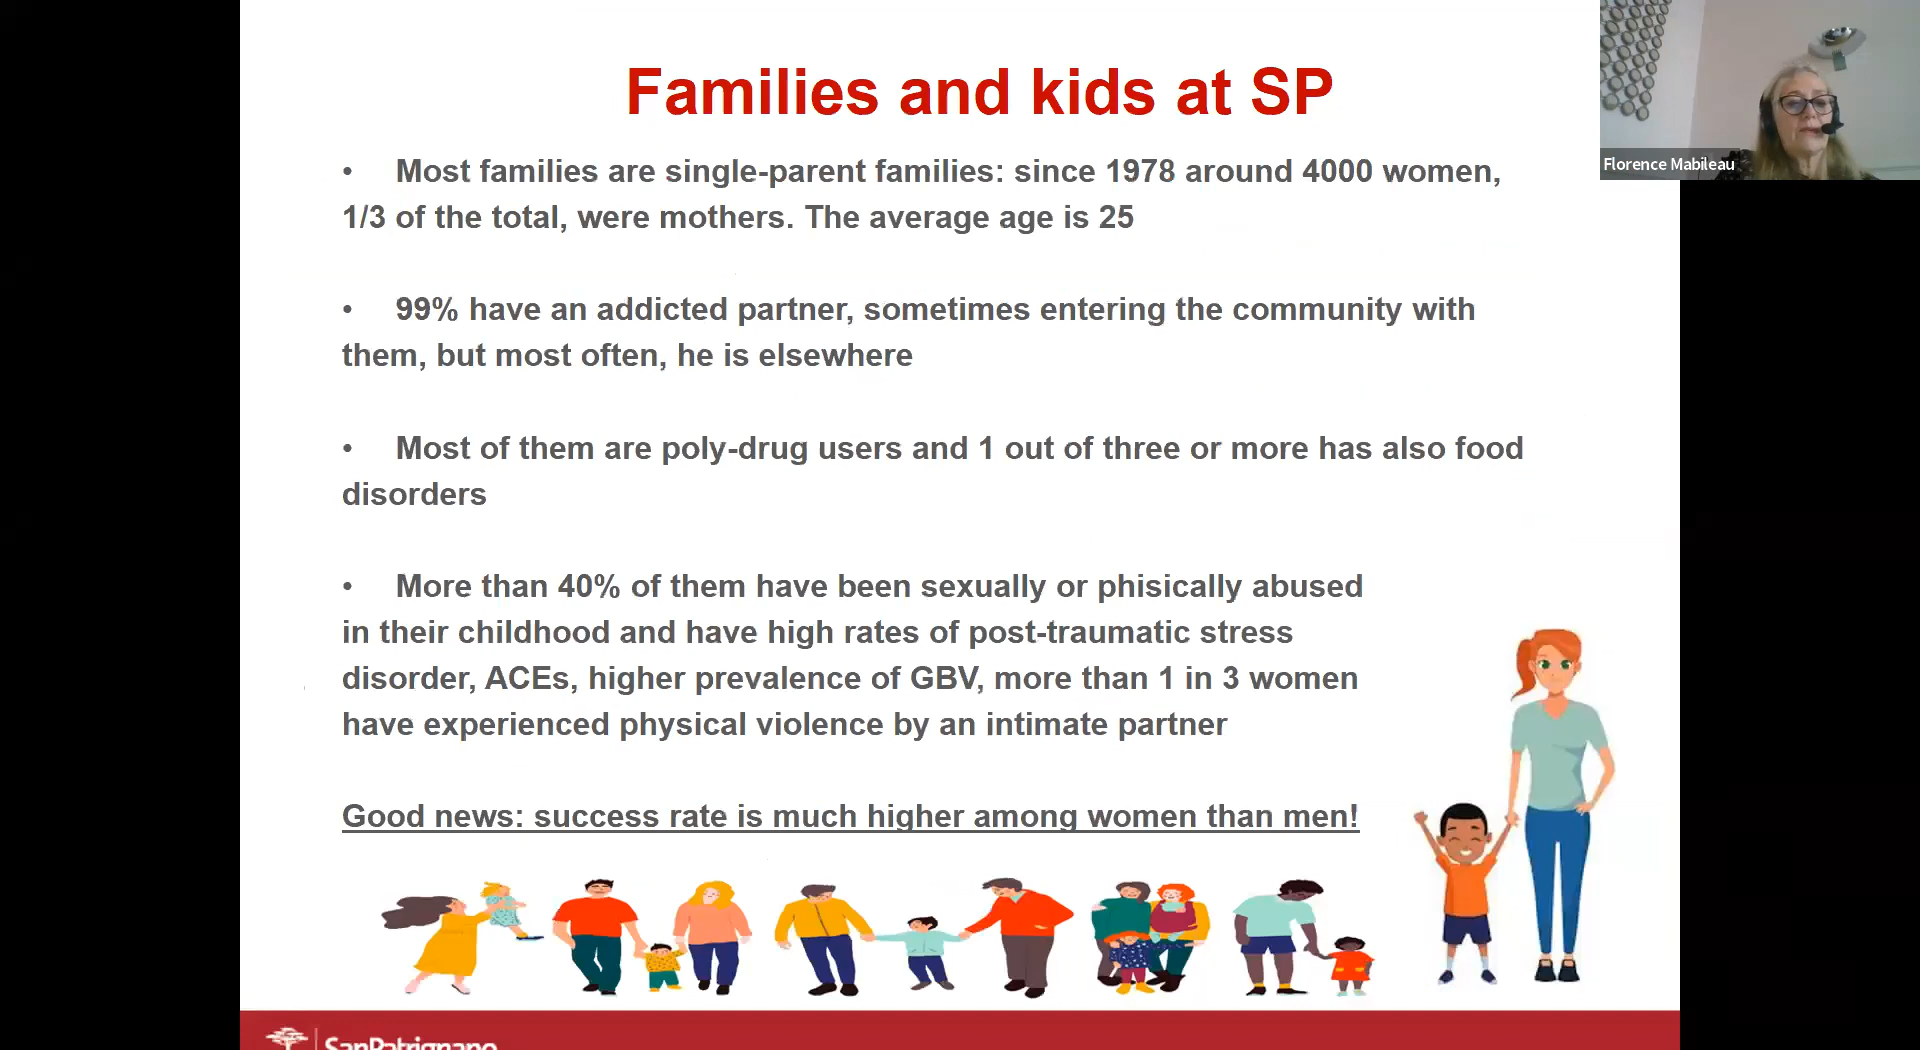 Families and kids at SP
Florence Mabileau
• Most families are single-parent families: since 1978 around 4000 women,
1/3 of the total, were mothers. The average age is 25
• 99% have an addicted partner, sometimes entering the community with
them, but most often, he is elsewhere
• Most of them are poly-drug users and 1 out of three or more has also food
disorders
• More than 40% of them have been sexually or phisically abused
in their childhood and have high rates of post-traumatic stress
disorder, ACEs, higher prevalence of GBV, more than 1 in 3 women
have experienced physical violence by an intimate partner
Good news: success rate is much higher among women than men!
SanPatrignano